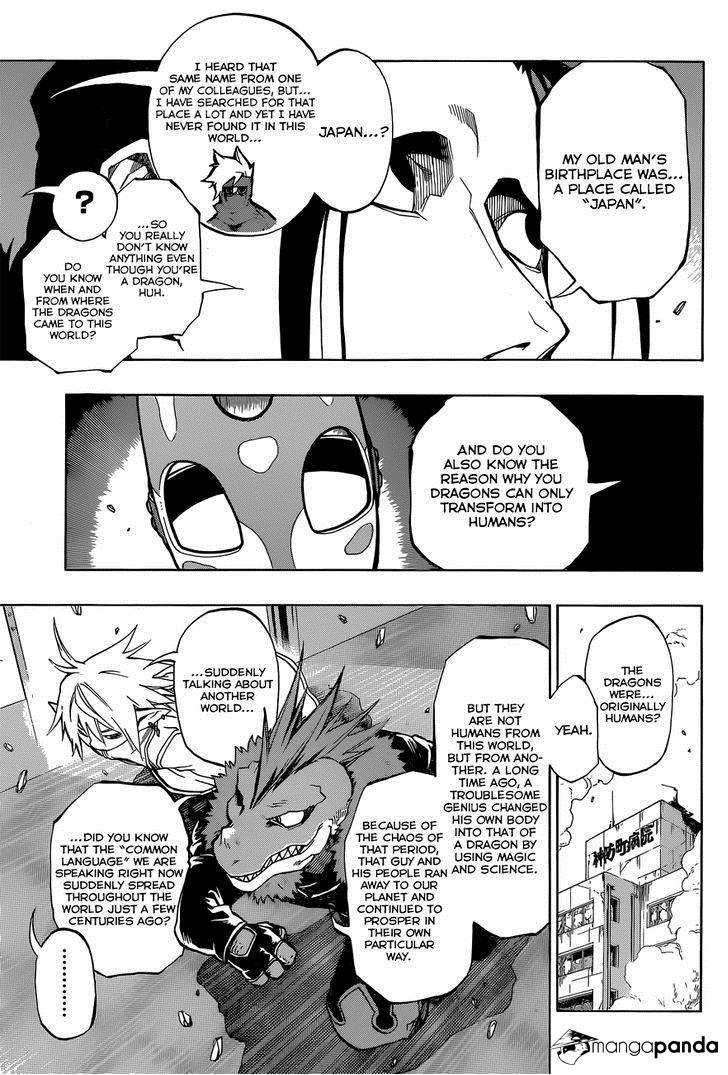 MY OLD MAN'S
BIRTHPLACE WAS...
A PLACE CALLED
"JAPAN".
JAPAN...?
I HEARD THAT
SAME NAME FROM ONE
OF MY COLLEAGUES, BUT...
I HAVE SEARCHED FOR THAT
PLACE A LOT AND YET I HAVE
NEVER FOUND IT IN THIS
WORLD...
?
...SO
YOU REALLY
DON'T KNOW
ANYTHING EVEN
THOUGH YOU'RE
A DRAGON,
HUH.
DO
YOU KNOW
WHEN AND
FROM WHERE
THE DRAGONS
CAME TO THIS
WORLD?
AND DO YOU
ALSO KNOW THE
REASON WHY YOU
DRAGONS CAN ONLY
TRANSFORM INTO
HUMANS?
THE
DRAGONS
WERE...
ORIGINALLY
HUMANS?
YEAH.
神防町病院
BUT THEY
ARE NOT
HUMANS FROM
THIS WORLD,
BUT FROM ANO-
THER. A LONG
TIME AGO, A
TROUBLESOME
GENIUS CHANGED
HIS OWN BODY
INTO THAT OF
A DRAGON BY
USING MAGIC
AND SCIENCE.
BECAUSE OF
THE CHAOS OF
THAT PERIOD,
THAT GUY AND
HIS PEOPLE RAN
AWAY TO OUR
PLANET AND
CONTINUED TO
PROSPER IN
THEIR OWN
PARTICULAR
WAY.
...SUDDENLY
TALKING ABOUT
ANOTHER
WORLD...
...DID YOU KNOW
THAT THE "COMMON
LANGUAGE" WE ARE
SPEAKING RIGHT NOW
SUDDENLY SPREAD
THROUGHOUT THE
WORLD JUST A FEW
CENTURIES AGO?
.........
mangapanda